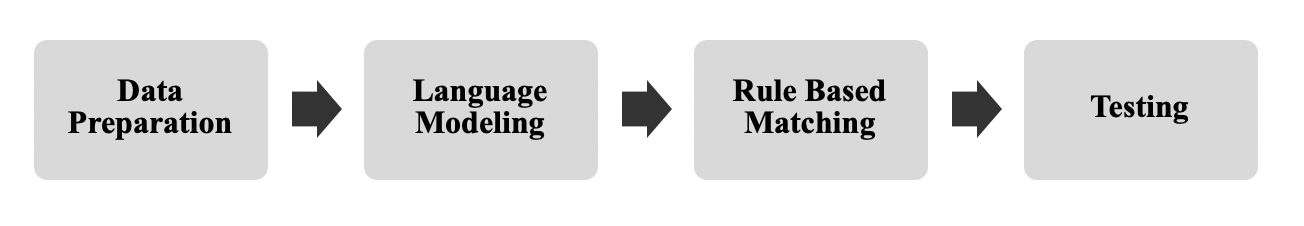 Data
Preparation
Language
Modeling
Rule Based
Matching
Testing